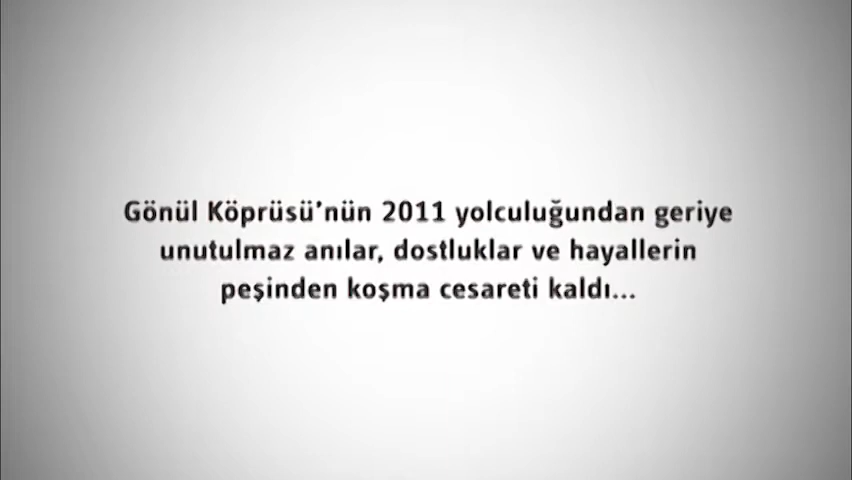 Gönül Köprüsü'nün 2011 yolculuğundan geriye
unutulmaz anılar, dostluklar ve hayallerin
peşinden koşma cesareti kaldı...